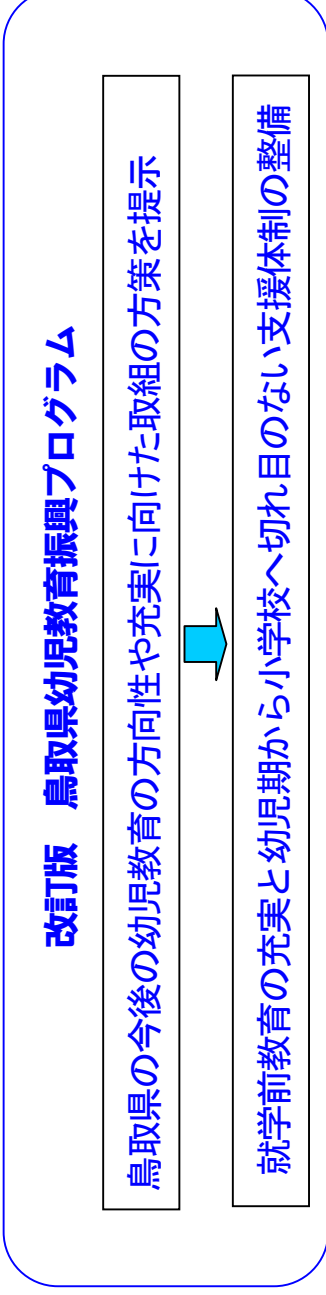 改訂版　鳥取県幼児教育振興プログラム
鳥取県の今後の幼児教育の方向性や充実に向けた取組の方策を提示
就学前教育の充実と幼児期から小学校へ切れ目のない支援体制の整備